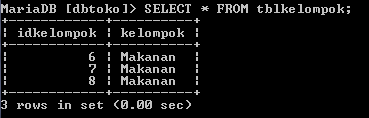 MariaDB [dbtoko]> SELECT * FROM tblkelompok;
+------------+----------+
| idkelompok | kelompok |
+------------+----------+
|          6 | Makanan  |
|          7 | Makanan  |
|          8 | Makanan  |
+------------+----------+
3 rows in set (0.00 sec)